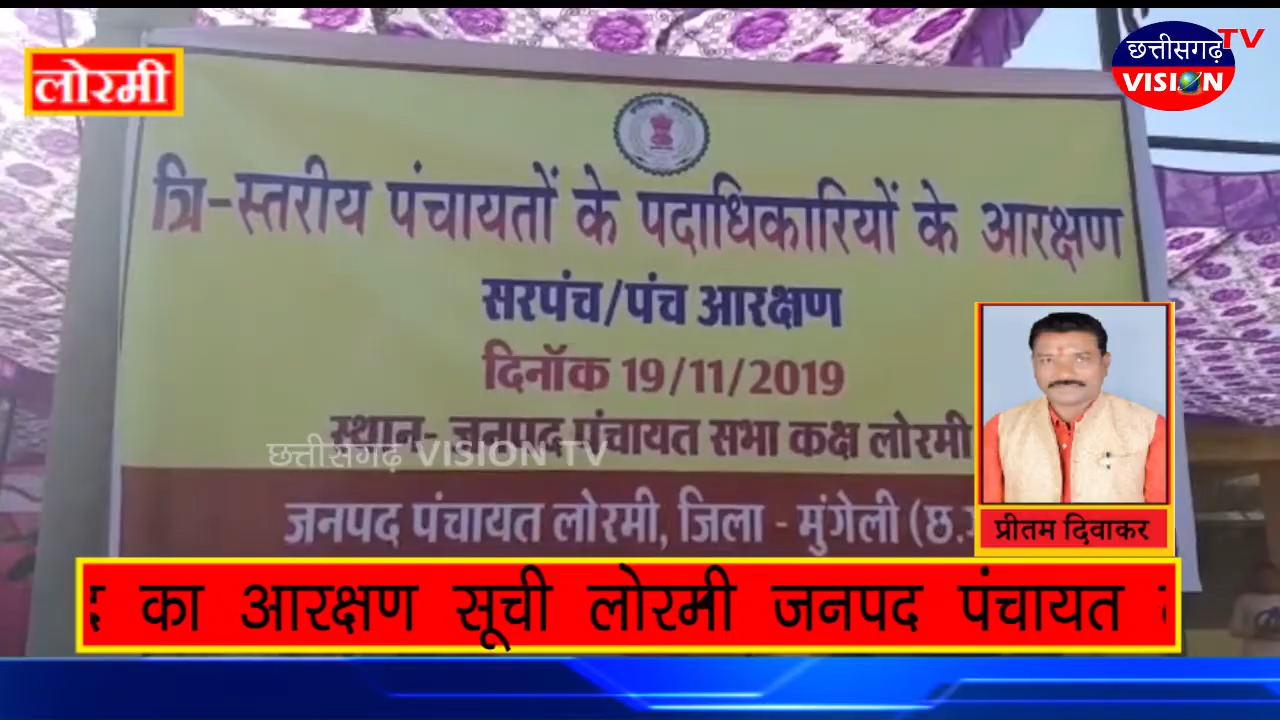 लोरमी
छत्तीसगढ़ TV
VISION
त्रि-स्तरीय पंचायतों के पदाधिकारियों के आरक्षण
सरपंच/पंच आरक्षण
दिनॉक 19/11/2019
स्थान- जनपद पंचायत सभा कक्ष लोरमी
छत्तीसगढ़ VISION TV
जनपद पंचायत लोरमी, जिला - मुंगेली (छ.
प्रीतम दिवाकर
का आरक्षण सूची लोरमी जनपद पंचायत